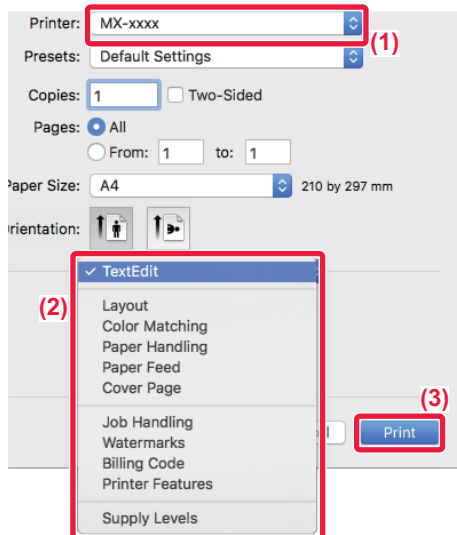 Printer: MX-xxxx
(1)
Presets: Default Settings
Copies: 1 Two-Sided
Pages: All
From: 1 to: 1
Paper Size: A4 210 by 297 mm
rientation:
✓ TextEdit
(2)
Layout
Color Matching
Paper Handling
Paper Feed
Cover Page
(3)
Job Handling
Print
Watermarks
Billing Code
Printer Features
Supply Levels